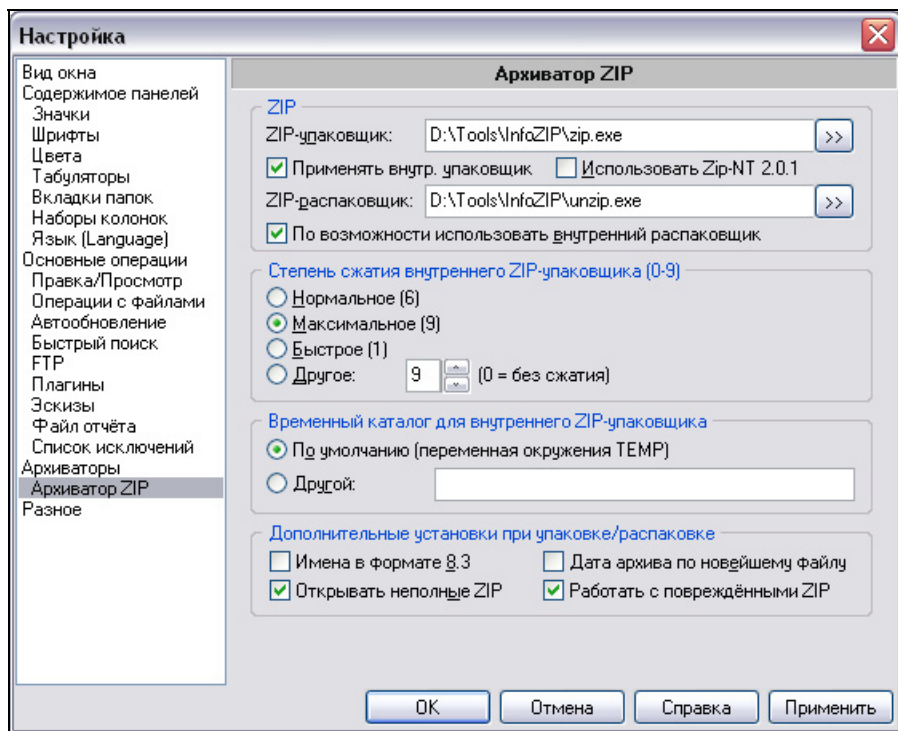 Настройка
Вид окна
Содержимое панелей
Значки
Шрифты
Цвета
Табуляторы
Вкладки папок
Наборы колонок
Язык (Language)
Основные операции
Правка/Просмотр
Операции с файлами
Автообновление
Быстрый поиск
FTP
Плагины
Эскизы
Файл отчёта
Список исключений
Архиваторы
Архиватор ZIP
Разное
Архиватор ZIP
ZIP
ZIP-упаковщик: D:\Tools\InfoZIP\zip.exe >>
Применять внутр. упаковщик Использовать Zip-NT 2.0.1
ZIP-распаковщик: D:\Tools\InfoZIP\unzip.exe >>
По возможности использовать внутренний распаковщик
Степень сжатия внутреннего ZIP-упаковщика (0-9)
Нормальное (6)
Максимальное (9)
Быстрое (1)
Другое: 9 (0 = без сжатия)
Временный каталог для внутреннего ZIP-упаковщика
По умолчанию (переменная окружения TEMP)
Другой:
Дополнительные установки при упаковке/распаковке
Имена в формате 8.3 Дата архива по новейшему файлу
Открывать неполные ZIP Работать с повреждёнными ZIP
OK Отмена Справка Применить